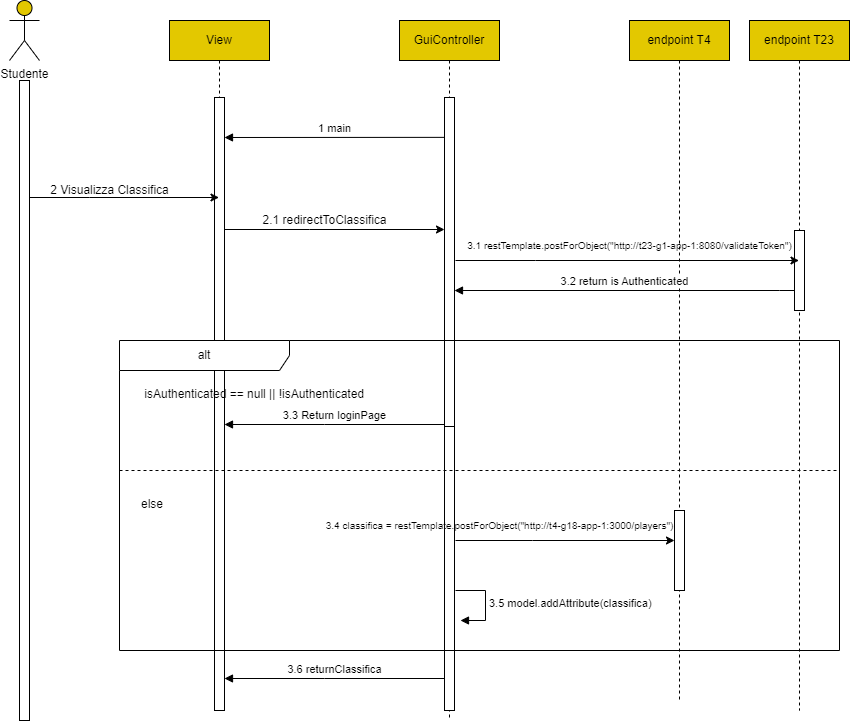 Studente
View
GuiController
endpoint T4
endpoint T23
1 main
2 Visualizza Classifica
2.1 redirectToClassifica
3.1 restTemplate.postForObject("http://t23-g1-app-1:8080/validateToken")
3.2 return is Authenticated
alt
isAuthenticated == null || !isAuthenticated
3.3 Return loginPage
else
3.4 classifica = restTemplate.postForObject("http://t4-g18-app-1:3000/players")
3.5 model.addAttribute(classifica)
3.6 returnClassifica